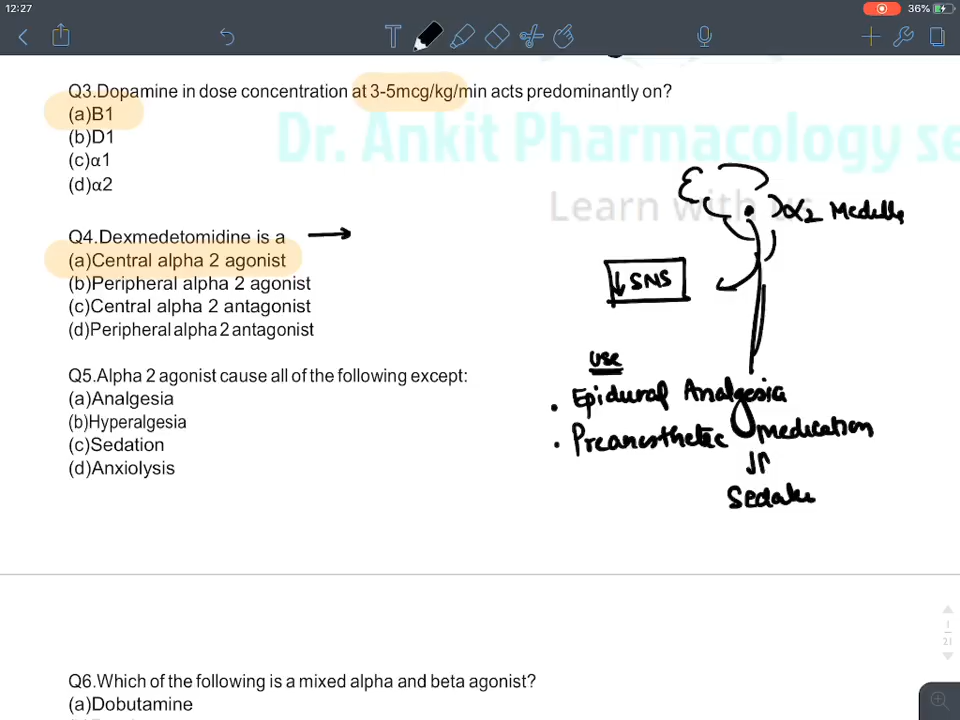 12:27
36%
T
Q3.Dopamine in dose concentration at 3-5mcg/kg/min acts predominantly on?
(a)B1
(b)D1
(c)α1
(d)α2
Dr. Ankit Pharmacology se
Learn with us
α2 Medulla
Q4.Dexmedetomidine is a
(a)Central alpha 2 agonist
(b)Peripheral alpha 2 agonist
(c)Central alpha 2 antagonist
(d)Peripheral alpha 2 antagonist
↓ SNS
use
• Epidural Analgesia
• Preanesthetic medication
Q5.Alpha 2 agonist cause all of the following except:
(a)Analgesia
(b)Hyperalgesia
(c)Sedation
(d)Anxiolysis
1
21
Q6.Which of the following is a mixed alpha and beta agonist?
(a)Dobutamine